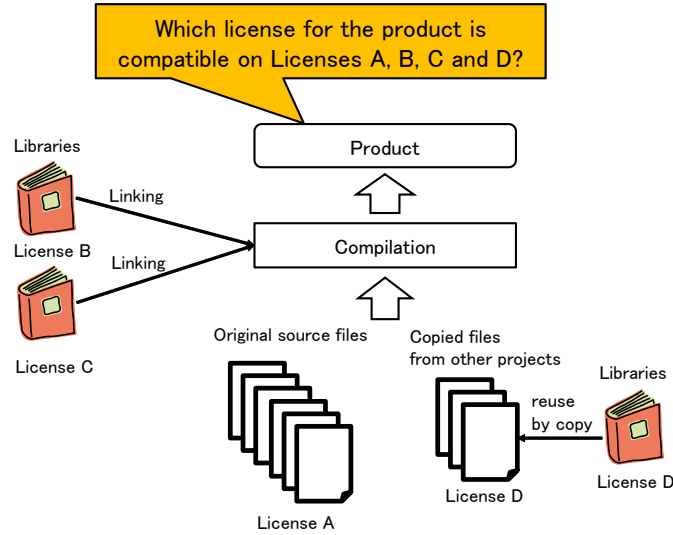 Which license for the product is
compatible on Licenses A, B, C and D?
Product
Libraries
Linking
License B
Compilation
Linking
License C
Original source files
Copied files
from other projects
Libraries
reuse
by copy
License D
License D
License A